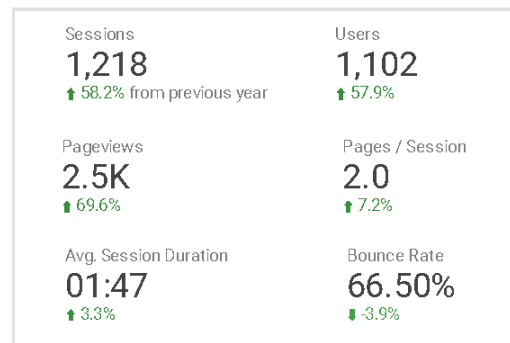 Sessions
Users
1,218
1,102
58.2% from previous year
57.9%
Pageviews
Pages / Session
2.5K
2.0
69.6%
7.2%
Avg. Session Duration
Bounce Rate
01:47
66.50%
3.3%
-3.9%